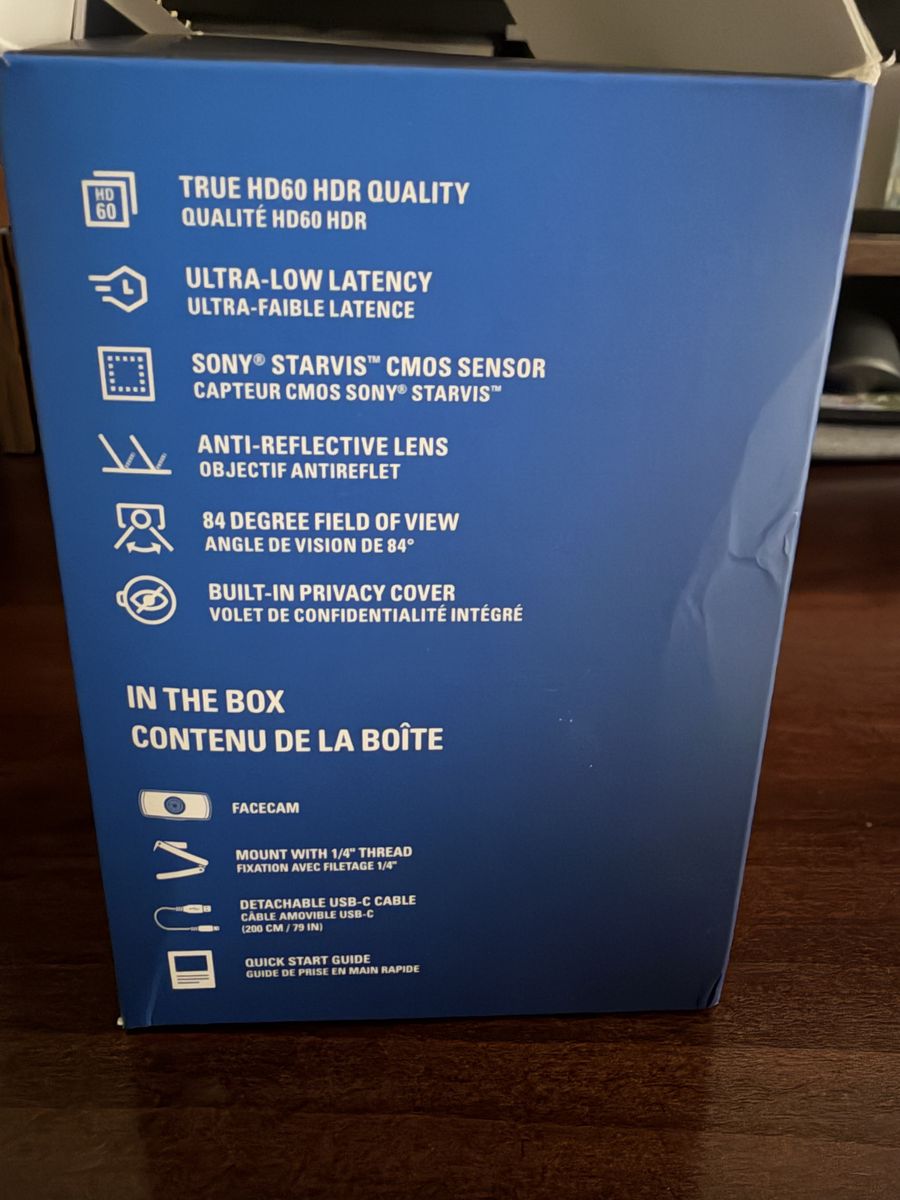 HD
60
TRUE HD60 HDR QUALITY
QUALITÉ HD60 HDR
ULTRA-LOW LATENCY
ULTRA-FAIBLE LATENCE
SONY® STARVIS™ CMOS SENSOR
CAPTEUR CMOS SONY® STARVIS™
ANTI-REFLECTIVE LENS
OBJECTIF ANTIREFLET
84 DEGREE FIELD OF VIEW
ANGLE DE VISION DE 84°
BUILT-IN PRIVACY COVER
VOLET DE CONFIDENTIALITÉ INTÉGRÉ
IN THE BOX
CONTENU DE LA BOÎTE
FACECAM
MOUNT WITH 1/4" THREAD
FIXATION AVEC FILETAGE 1/4"
DETACHABLE USB-C CABLE
CÂBLE AMOVIBLE USB-C
(200 CM / 79 IN)
QUICK START GUIDE
GUIDE DE PRISE EN MAIN RAPIDE